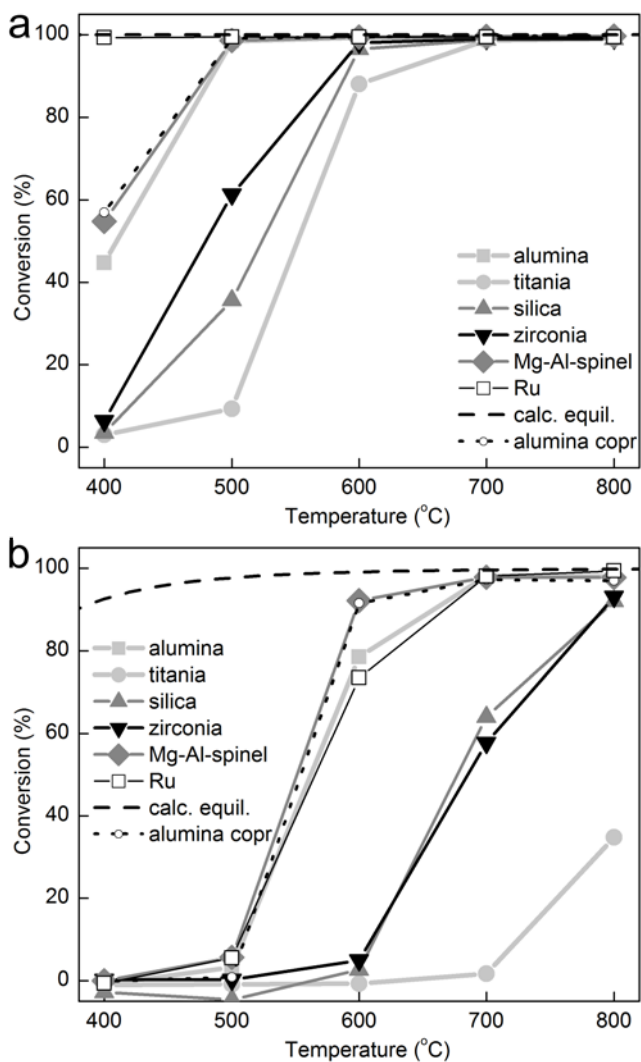 a
100
80
60
40
20
0
Conversion (%)
alumina
titania
silica
zirconia
Mg-Al-spinel
Ru
calc. equil.
alumina copr
400 500 600 700 800
Temperature (°C)
b
100
80
60
40
20
0
Conversion (%)
alumina
titania
silica
zirconia
Mg-Al-spinel
Ru
calc. equil.
alumina copr
400 500 600 700 800
Temperature (°C)